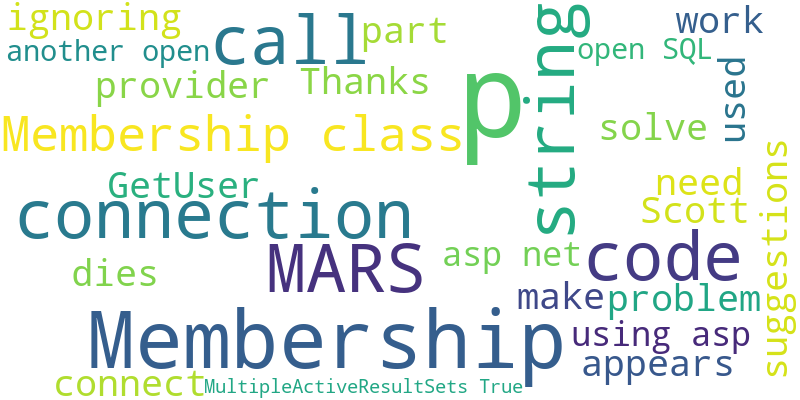 ignoring
another open
call
part
provider
Thanks
p
string
open SQL
work
used
Membership class
solve
GetUser
need
Scott
suggestions
connection
MARS
asp net
code
dies
make
problem
Membership
using asp
appears
connect
MultipleActiveResultSets True